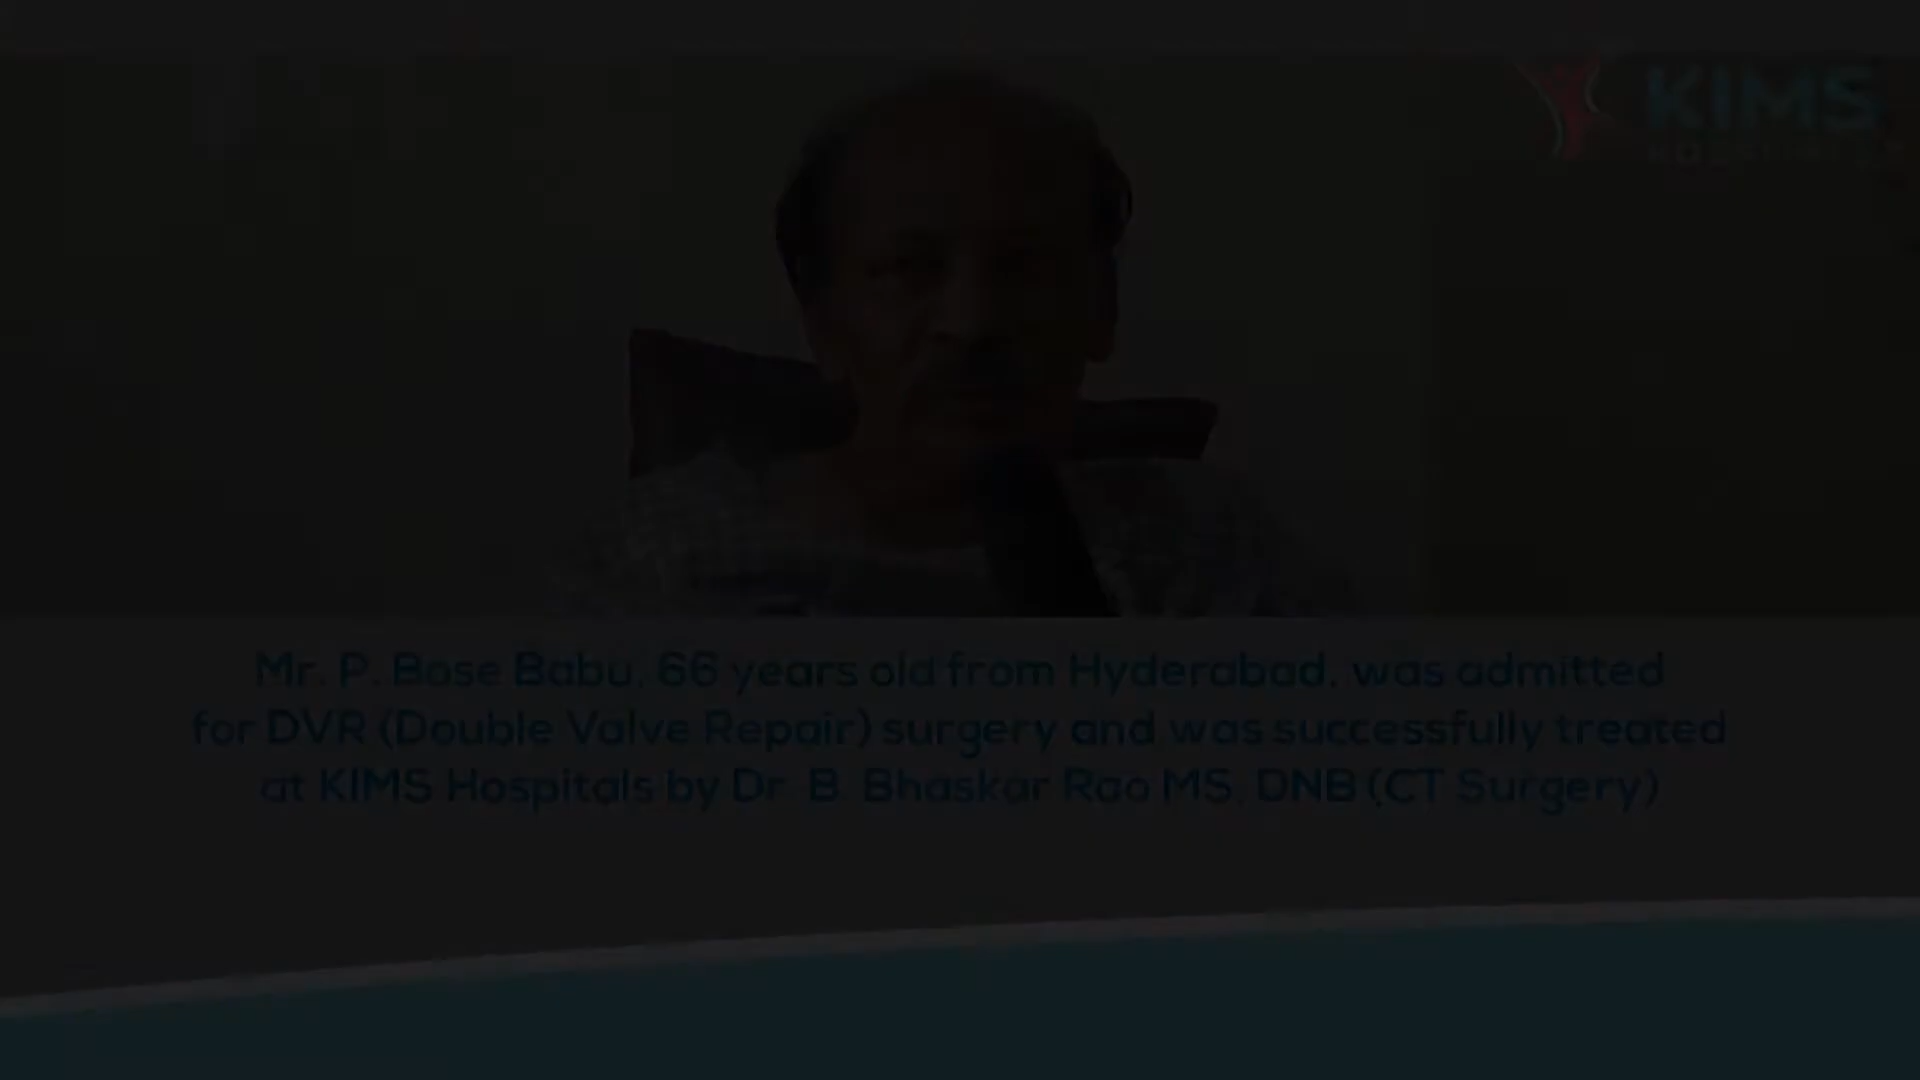 KIMS
HOSPITALS
Mr. P. Bose Babu, 66 years old from Hyderabad, was admitted
for DVR (Double Valve Repair) surgery and was successfully treated
at KIMS Hospitals by Dr. B. Bhaskar Rao MS, DNB (CT Surgery)